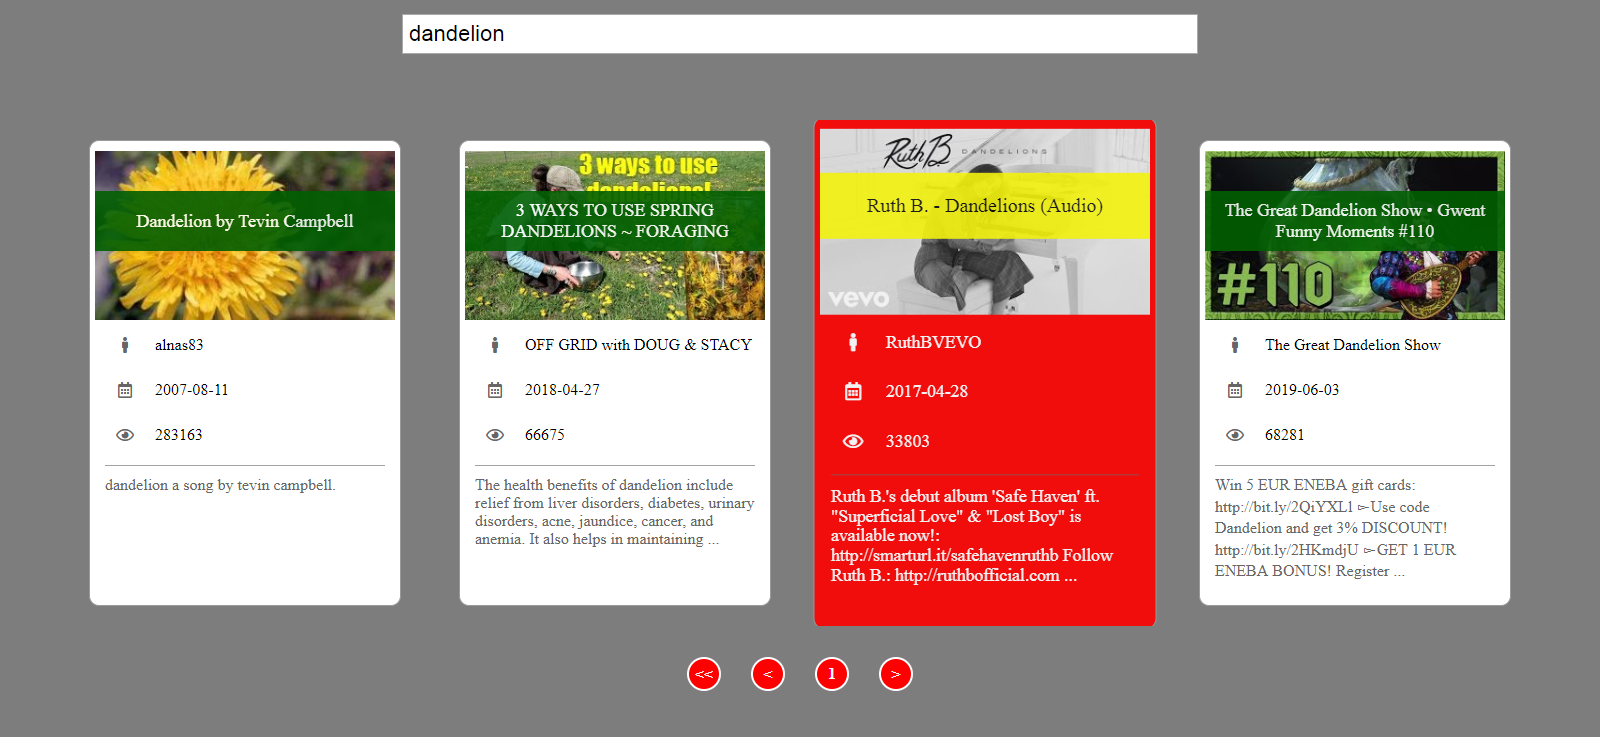 dandelion
Dandelion by Tevin Campbell
alnas83
2007-08-11
283163
dandelion a song by tevin campbell.
3 ways to use
dandelions!
3 WAYS TO USE SPRING
DANDELIONS ~ FORAGING
OFF GRID with DOUG & STACY
2018-04-27
66675
The health benefits of dandelion include
relief from liver disorders, diabetes, urinary
disorders, acne, jaundice, cancer, and
anemia. It also helps in maintaining ...
Ruth B DANDELIONS
Ruth B. - Dandelions (Audio)
vevo
RuthBVEVO
2017-04-28
33803
Ruth B.'s debut album 'Safe Haven' ft.
"Superficial Love" & "Lost Boy" is
available now!:
http://smarturl.it/safehavenruthb Follow
Ruth B.: http://ruthbofficial.com ...
The Great Dandelion Show • Gwent
Funny Moments #110
#110
The Great Dandelion Show
2019-06-03
68281
Win 5 EUR ENEBA gift cards:
http://bit.ly/2QiYXL1 ▻Use code
Dandelion and get 3% DISCOUNT!
http://bit.ly/2HKmdjU ▻GET 1 EUR
ENEBA BONUS! Register ...
<< < 1 >